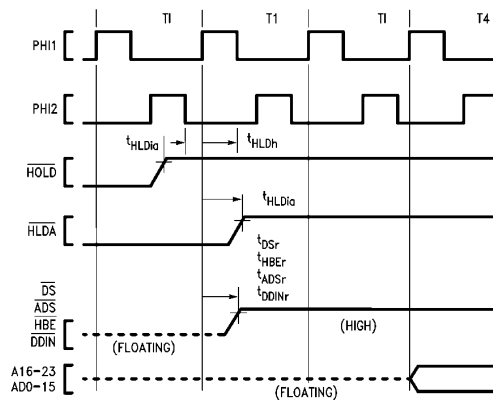 TI T1 TI T4
PHI1
PHI2
tHLDia tHLDh
HOLD
tHLDia
HLDA
tDSr
tHBEr
tADSr
tDDINr
DS
ADS
HBE
DDIN
(FLOATING)
(HIGH)
A16-23
AD0-15
(FLOATING)